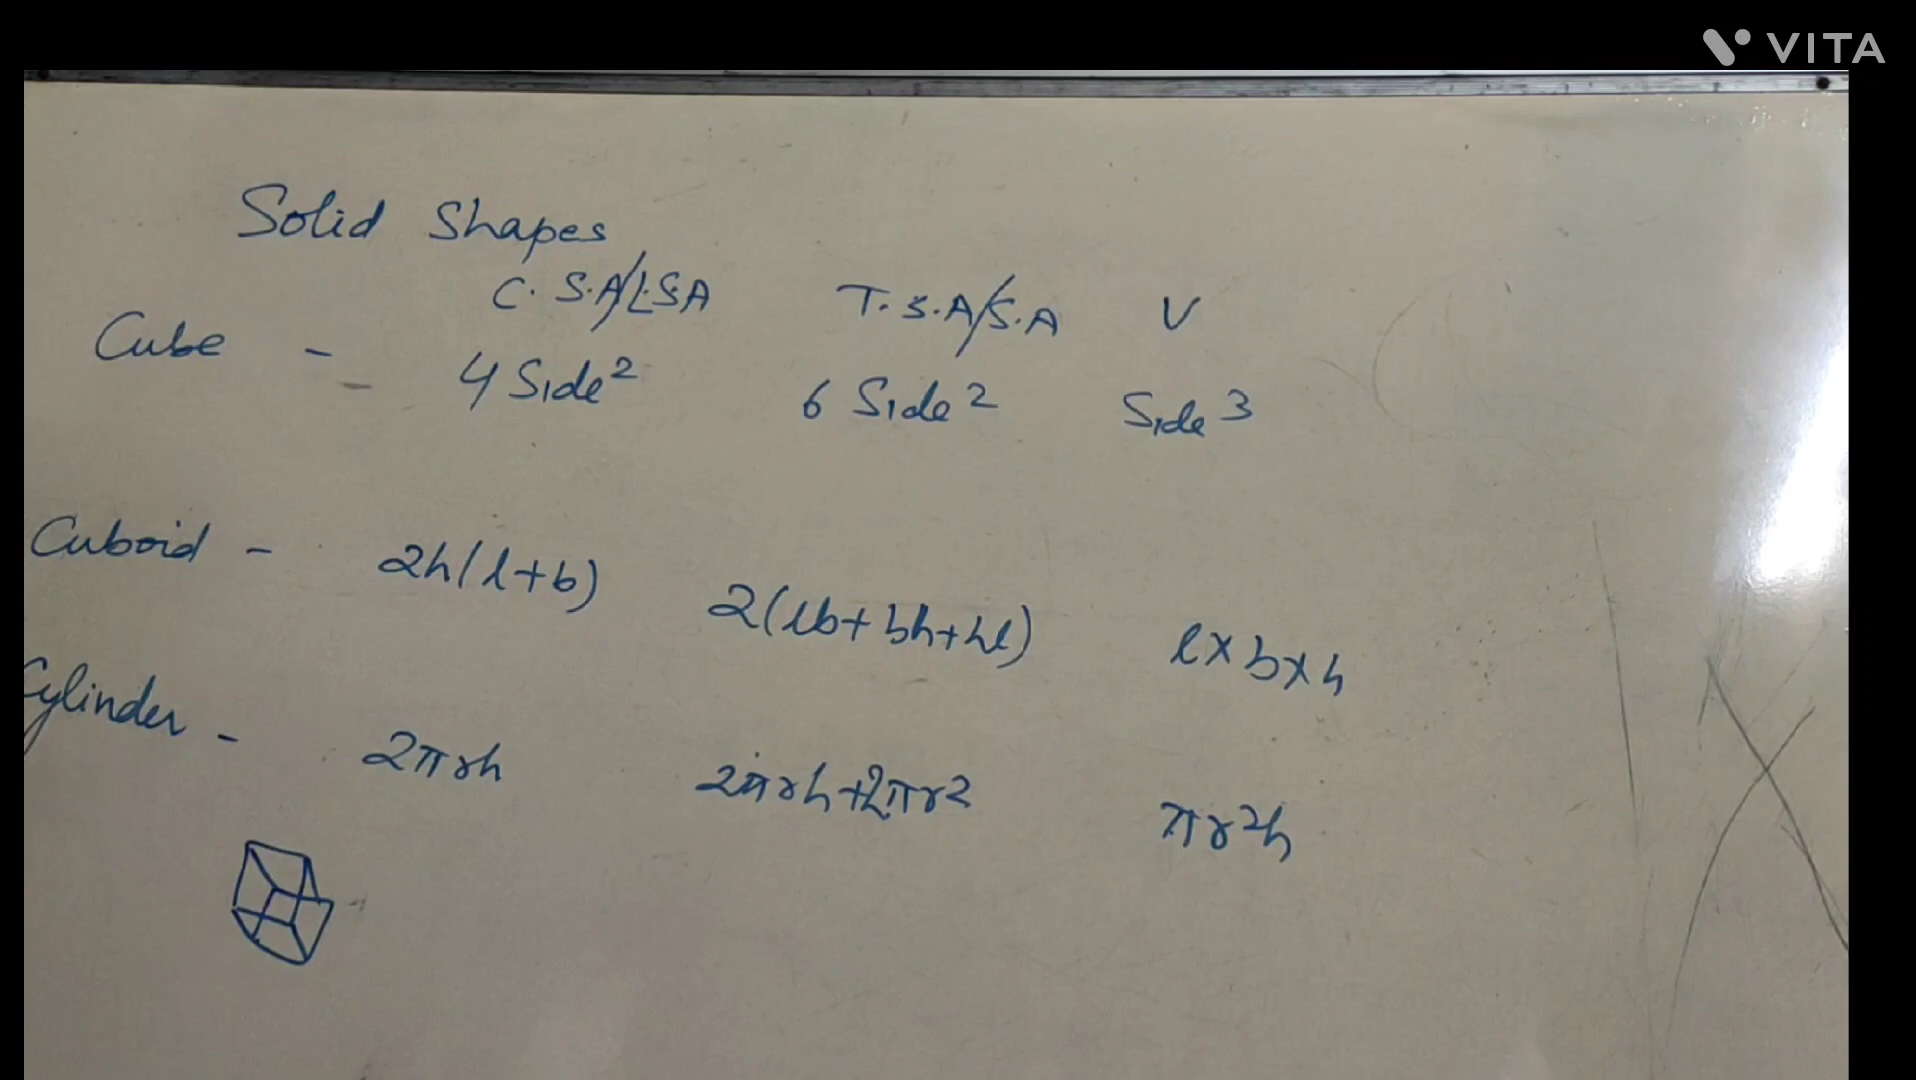 VITA
Solid Shapes
C. S.A/L.S.A T. S.A/S.A V
Cube - 4 Side² 6 Side² Side³
Cuboid - 2h(l+b) 2(lb+bh+hl) l×b×h
Cylinder - 2πrh 2πrh+2πr² πr²h